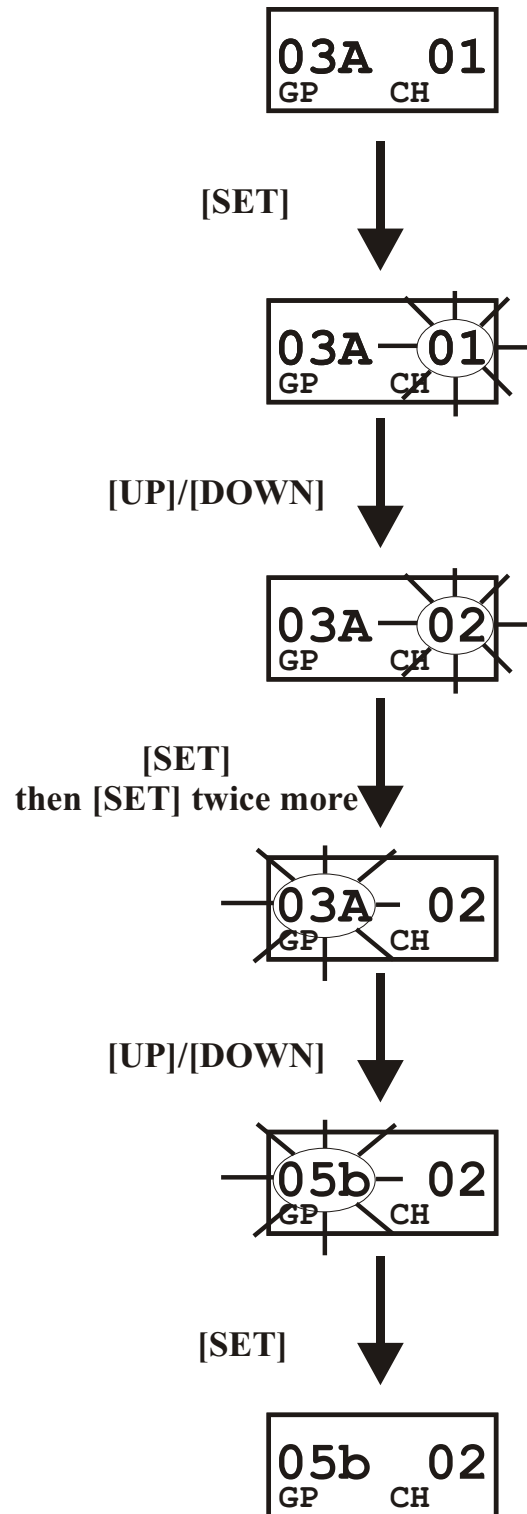 03A 01
GP CH
[SET]
03A 01
GP CH
[UP]/[DOWN]
03A 02
GP CH
[SET]
then [SET] twice more
03A 02
GP CH
[UP]/[DOWN]
05b 02
GP CH
[SET]
05b 02
GP CH